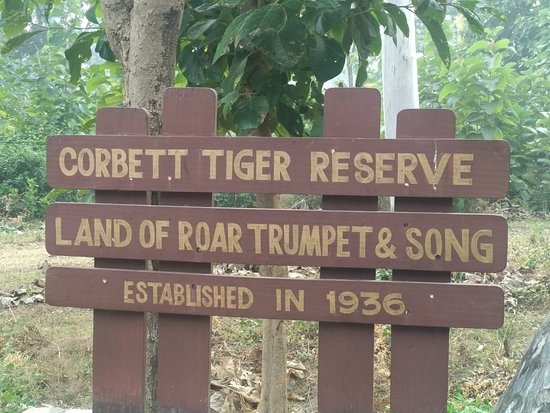 CORBETT TIGER RESERVE
LAND OF ROAR TRUMPET & SONG
ESTABLISHED IN 1936